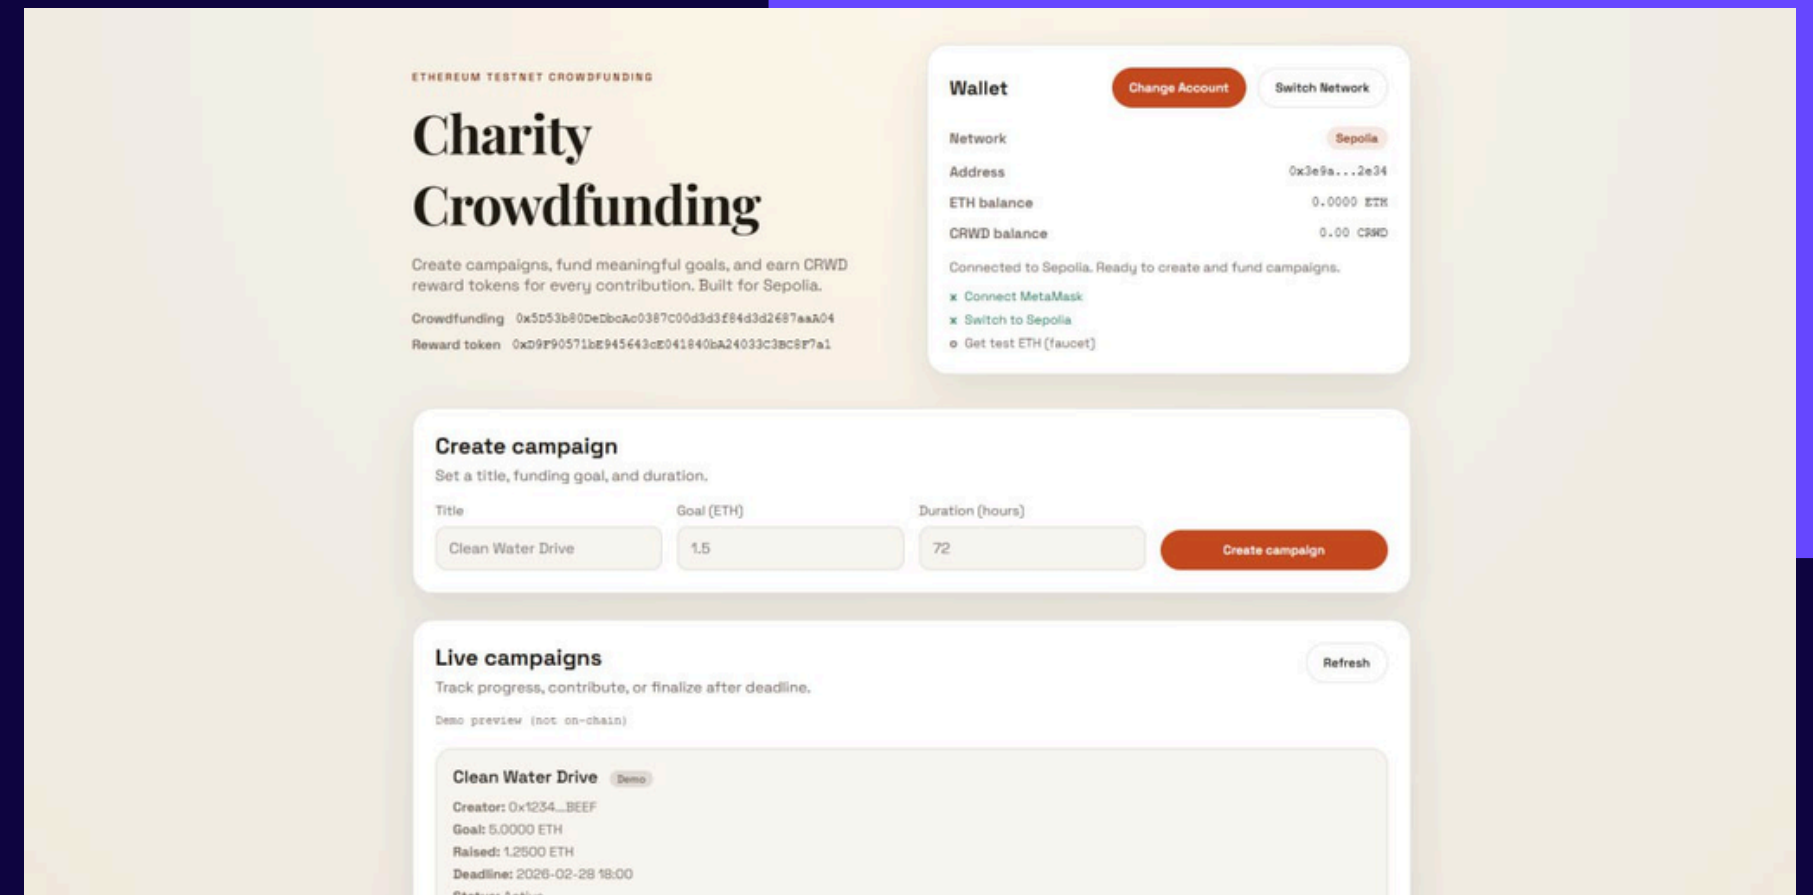 ETHEREUM TESTNET CROWDFUNDING
Charity
Crowdfunding
Create campaigns, fund meaningful goals, and earn CRWD
reward tokens for every contribution. Built for Sepolia.
Crowdfunding 0x5D53b80DeDbcAc0387C00d3d3f84d3d2687aaA04
Reward token 0xD9F90571bE945643cE041840bA24033C3BC8F7a1
Wallet
Change Account
Switch Network
Network Sepolia
Address 0x3e9a...2e34
ETH balance 0.0000 ETH
CRWD balance 0.00 CRWD
Connected to Sepolia. Ready to create and fund campaigns.
x Connect MetaMask
x Switch to Sepolia
o Get test ETH (faucet)
Create campaign
Set a title, funding goal, and duration.
Title Goal (ETH) Duration (hours)
Clean Water Drive 1.5 72 Create campaign
Live campaigns
Refresh
Track progress, contribute, or finalize after deadline.
Demo preview (not on-chain)
Clean Water Drive Demo
Creator: 0x1234...BEEF
Goal: 5.0000 ETH
Raised: 1.2500 ETH
Deadline: 2026-02-28 18:00
Status: Active